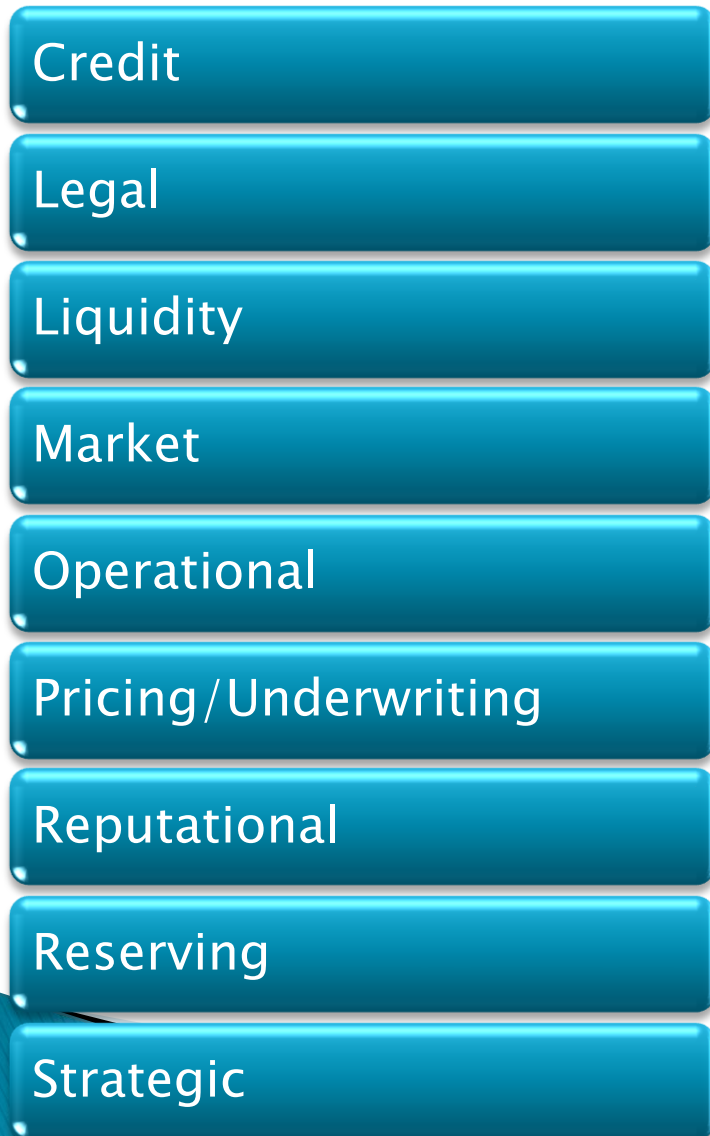 Credit
Legal
Liquidity
Market
Operational
Pricing/Underwriting
Reputational
Reserving
Strategic